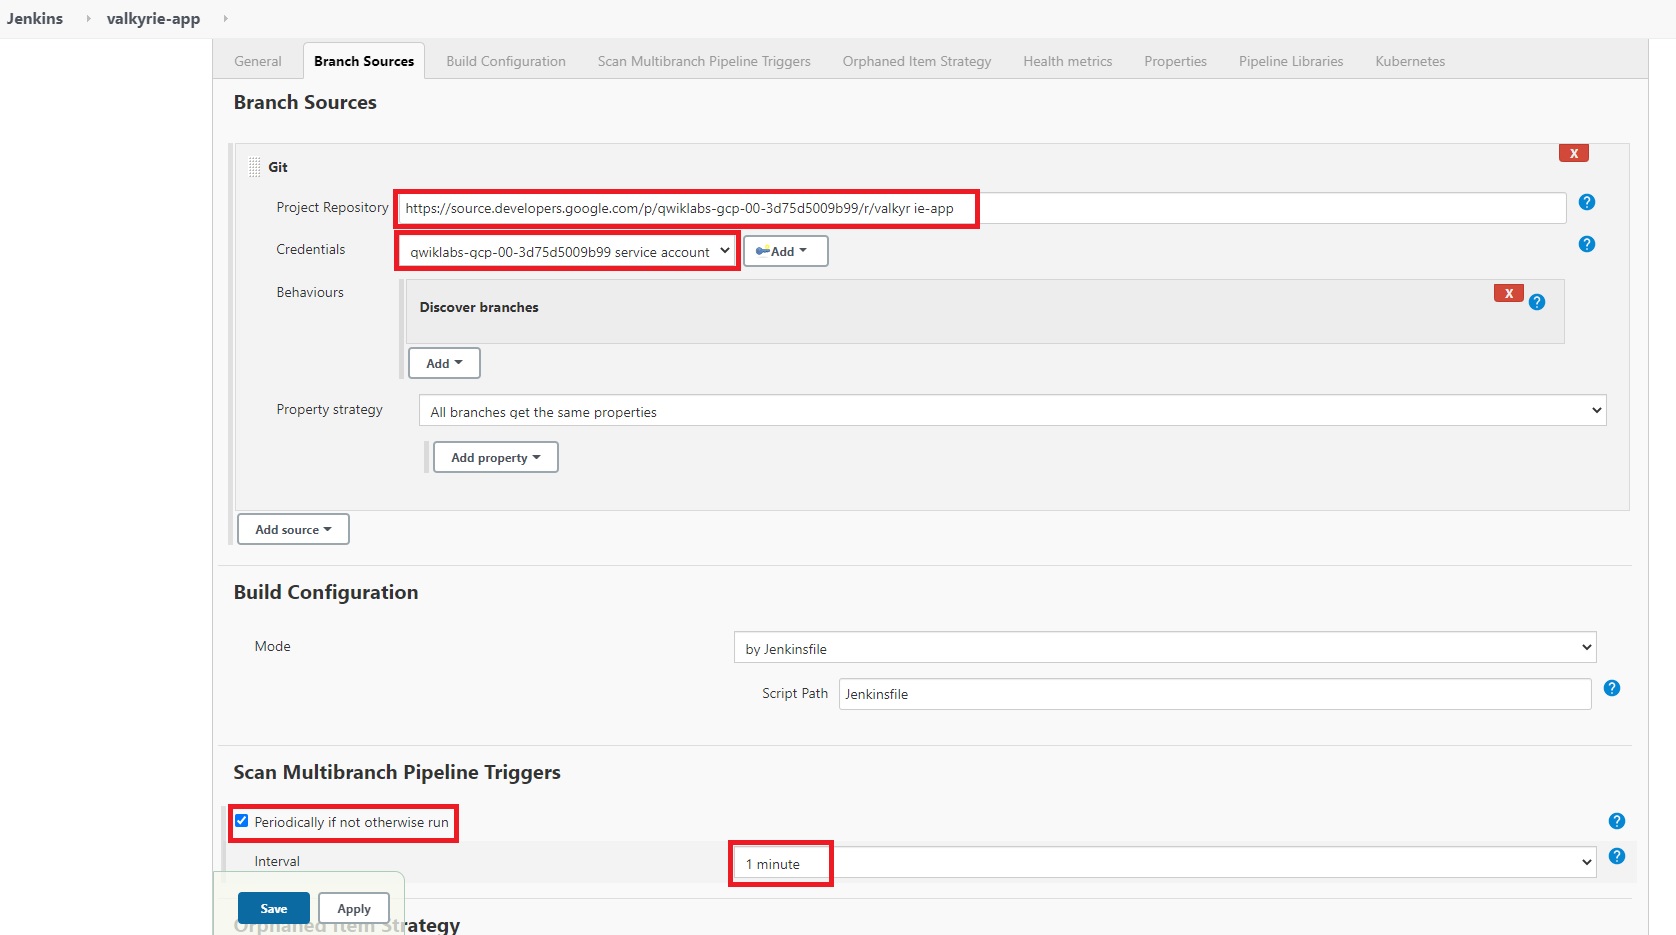 Jenkins valkyrie-app
General Branch Sources Build Configuration Scan Multibranch Pipeline Triggers Orphaned Item Strategy Health metrics Properties Pipeline Libraries Kubernetes
Branch Sources
Git
X
Project Repository https://source.developers.google.com/p/qwiklabs-gcp-00-3d75d5009b99/r/valkyr ie-app ?
Credentials qwiklabs-gcp-00-3d75d5009b99 service account Add ?
Behaviours
Discover branches
X ?
Add
Property strategy All branches get the same properties
Add property
Add source
Build Configuration
Mode by Jenkinsfile
Script Path Jenkinsfile ?
Scan Multibranch Pipeline Triggers
Periodically if not otherwise run ?
Interval 1 minute ?
Save Apply
Orphaned Item Strategy